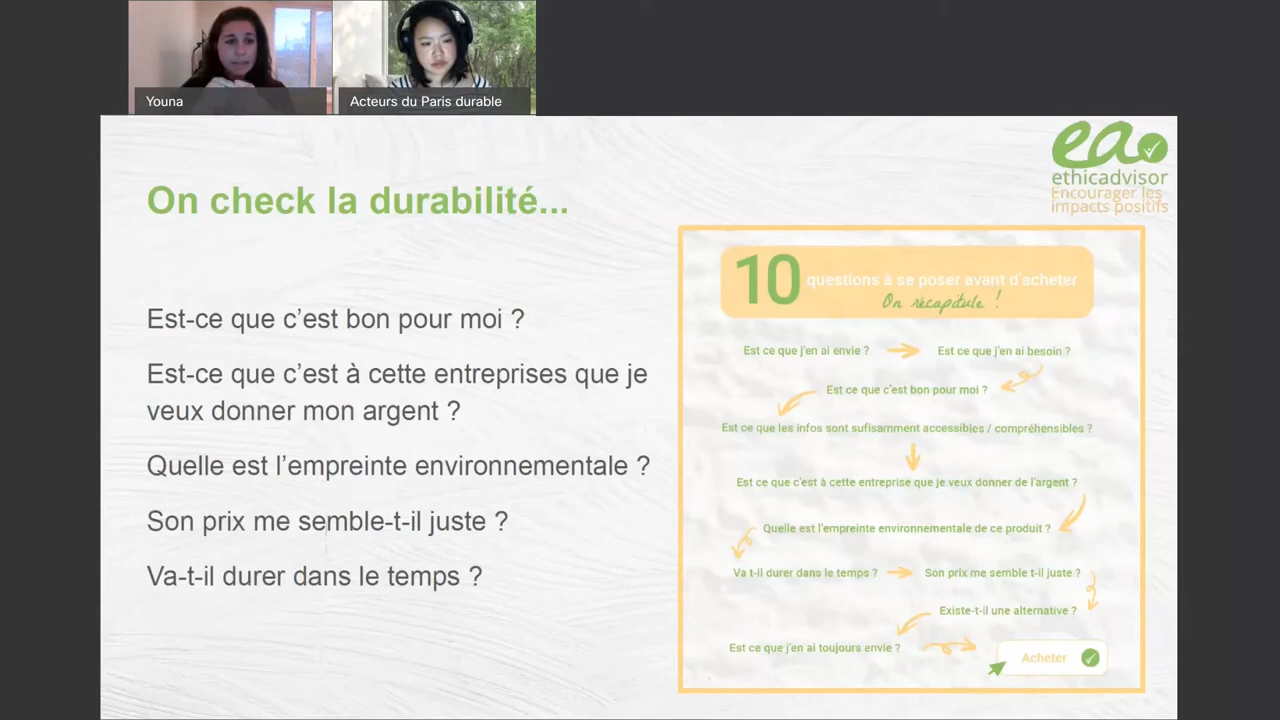 Youna
Acteurs du Paris durable
ea
ethicadvisor
Encourager les
impacts positifs
On check la durabilité...
Est-ce que c’est bon pour moi ?
Est-ce que c’est à cette entreprises que je
veux donner mon argent ?
Quelle est l’empreinte environnementale ?
Son prix me semble-t-il juste ?
Va-t-il durer dans le temps ?
10 questions à se poser avant d'acheter
On récapitule !
Est ce que j'en ai envie ?
Est ce que j'en ai besoin ?
Est ce que c'est bon pour moi ?
Est ce que les infos sont sufisamment accessibles / compréhensibles ?
Est ce que c'est à cette entreprise que je veux donner de l'argent ?
Quelle est l'empreinte environnementale de ce produit ?
Va t-il durer dans le temps ?
Son prix me semble t-il juste ?
Existe-t-il une alternative ?
Est ce que j'en ai toujours envie ?
Acheter